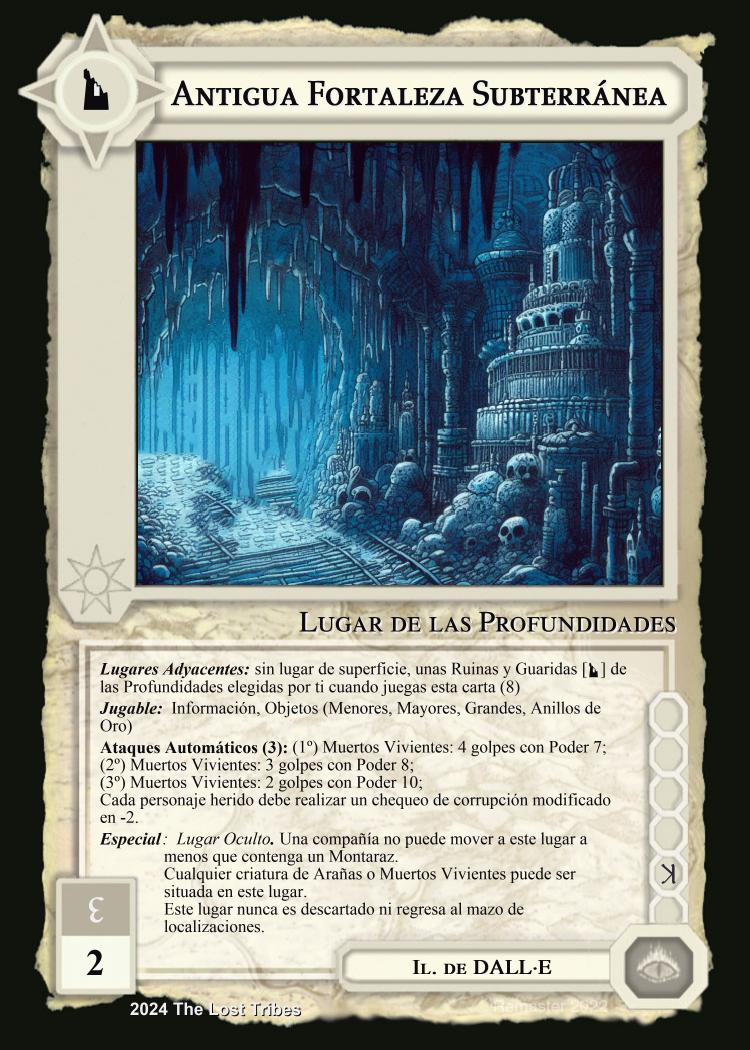 Antigua Fortaleza Subterránea
Lugar de las Profundidades
Lugares Adyacentes: sin lugar de superficie, unas Ruinas y Guaridas [] de
las Profundidades elegidas por ti cuando juegas esta carta (8)
Jugable: Información, Objetos (Menores, Mayores, Grandes, Anillos de
Oro)
Ataques Automáticos (3): (1º) Muertos Vivientes: 4 golpes con Poder 7;
(2º) Muertos Vivientes: 3 golpes con Poder 8;
(3º) Muertos Vivientes: 2 golpes con Poder 10;
Cada personaje herido debe realizar un chequeo de corrupción modificado
en -2.
Especial: Lugar Oculto. Una compañía no puede mover a este lugar a
menos que contenga un Montaraz.
Cualquier criatura de Arañas o Muertos Vivientes puede ser
situada en este lugar.
Este lugar nunca es descartado ni regresa al mazo de
localizaciones.
2
Il. de DALL·E
2024 The Lost Tribes
Remaster 2022